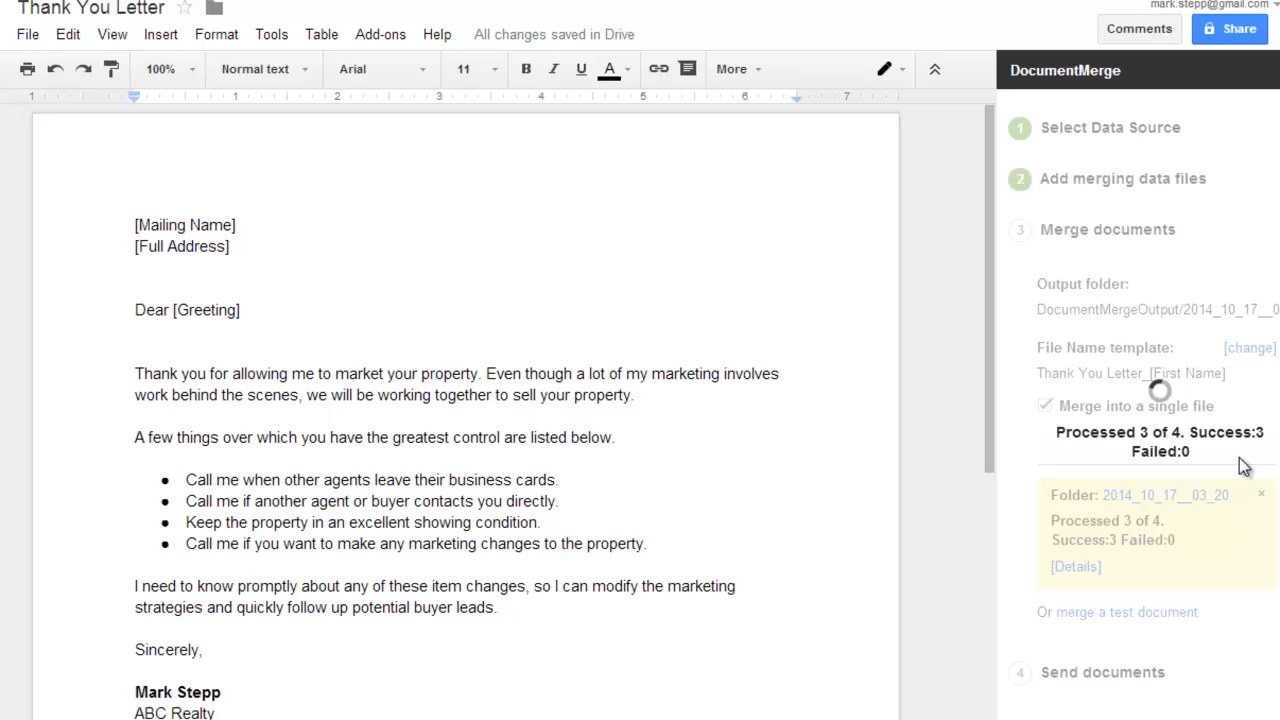 Thank You Letter
mark.stepp@gmail.com
File Edit View Insert Format Tools Table Add-ons Help All changes saved in Drive
Comments Share
100% Normal text Arial 11 B I U A More
DocumentMerge
1 1 2 3 4 5 6 7
1 Select Data Source
2 Add merging data files
3 Merge documents
Output folder:
DocumentMergeOutput/2014_10_17__0
File Name template: [change]
Thank You Letter_[First Name]
Merge into a single file
Processed 3 of 4. Success:3
Failed:0
Folder: 2014_10_17__03_20 ×
Processed 3 of 4.
Success:3 Failed:0
[Details]
Or merge a test document
4 Send documents
[Mailing Name]
[Full Address]
Dear [Greeting]
Thank you for allowing me to market your property. Even though a lot of my marketing involves
work behind the scenes, we will be working together to sell your property.
A few things over which you have the greatest control are listed below.
● Call me when other agents leave their business cards.
● Call me if another agent or buyer contacts you directly.
● Keep the property in an excellent showing condition.
● Call me if you want to make any marketing changes to the property.
I need to know promptly about any of these item changes, so I can modify the marketing
strategies and quickly follow up potential buyer leads.
Sincerely,
Mark Stepp
ABC Realty